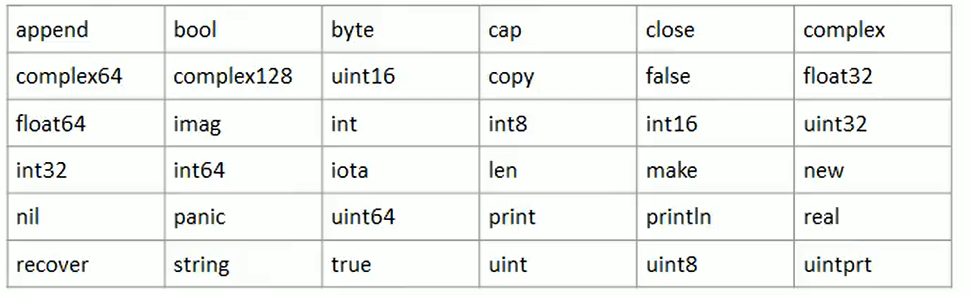 append bool byte cap close complex
complex64 complex128 uint16 copy false float32
float64 imag int int8 int16 uint32
int32 int64 iota len make new
nil panic uint64 print println real
recover string true uint uint8 uintprt